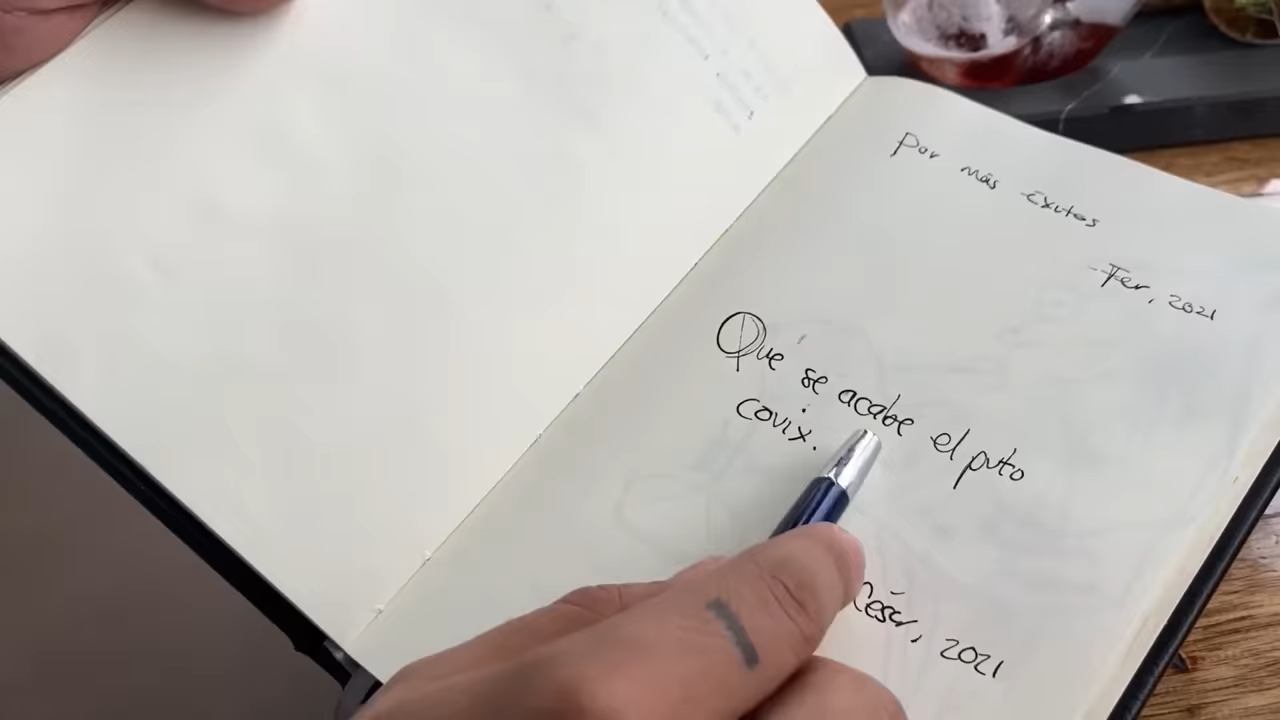 Por más éxitos
-Fer, 2021
Que se acabe el puto
covix.
César, 2021